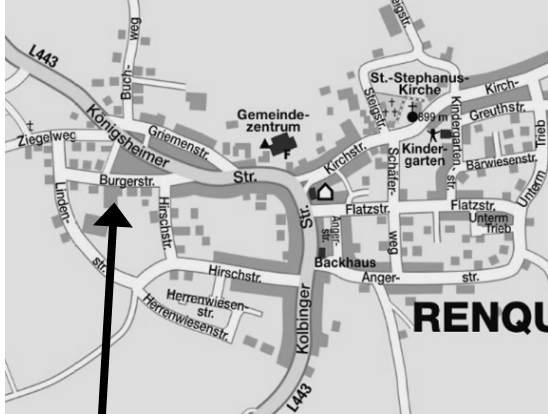 L443
Buch-
weg
Königsheimer
Str.
Ziegelweg
Griemenstr.
Gemeinde-
zentrum
F
Steigstr.
St.-Stephanus-
Kirche
899 m
Steigstr.
Kirchstr.
Kinder-
garten
Kindergarten-
str.
Kirch-
Greuthstr.
Bärwiesenstr.
Unterm
Trieb
Burgerstr.
Linden-
str.
Hirschstr.
Hirschstr.
Herrenwiesen-
str.
Herrenwiesenstr.
Kolbinger
Str.
L443
Flatzstr.
Flatzstr.
Schäfer-
weg
Unterm
Trieb
Anger-
str.
Backhaus
Anger-
str.
RENQU